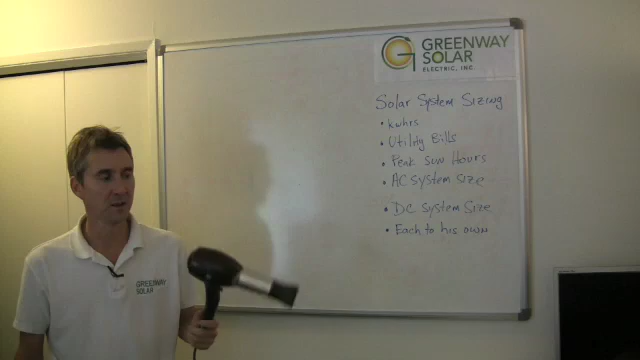 GREENWAY
SOLAR
ELECTRIC, INC.
Solar System Sizing
• kwhrs
• Utility Bills
• Peak Sun Hours
• AC System Size
• DC System Size
• Each to his own
GREENWAY
SOLAR